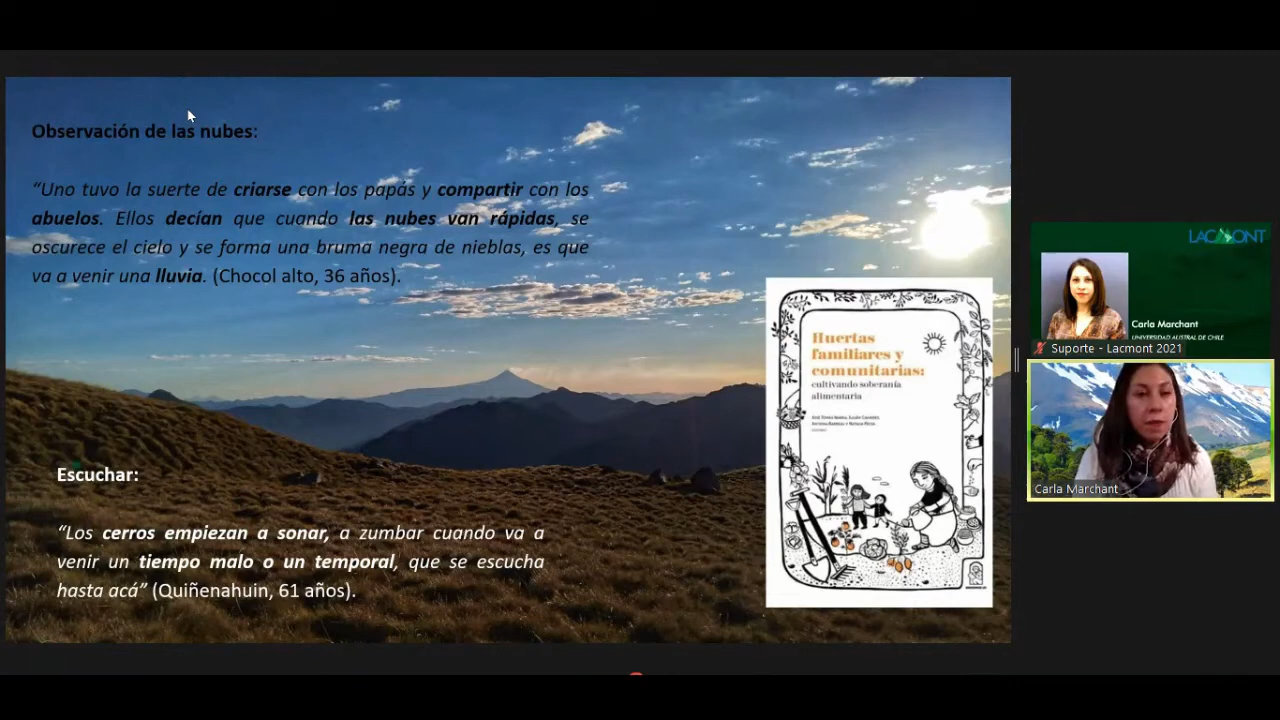 Observación de las nubes:
“Uno tuvo la suerte de criarse con los papás y compartir con los
abuelos. Ellos decían que cuando las nubes van rápidas, se
oscurece el cielo y se forma una bruma negra de nieblas, es que
va a venir una lluvia. (Chocol alto, 36 años).
Escuchar:
“Los cerros empiezan a sonar, a zumbar cuando va a
venir un tiempo malo o un temporal, que se escucha
hasta acá” (Quiñenahuin, 61 años).
Huertas
familiares y
comunitarias:
cultivando soberanía
alimentaria
LACMONT
Carla Marchant
UNIVERSIDAD AUSTRAL DE CHILE
Suporte - Lacmont 2021
Carla Marchant